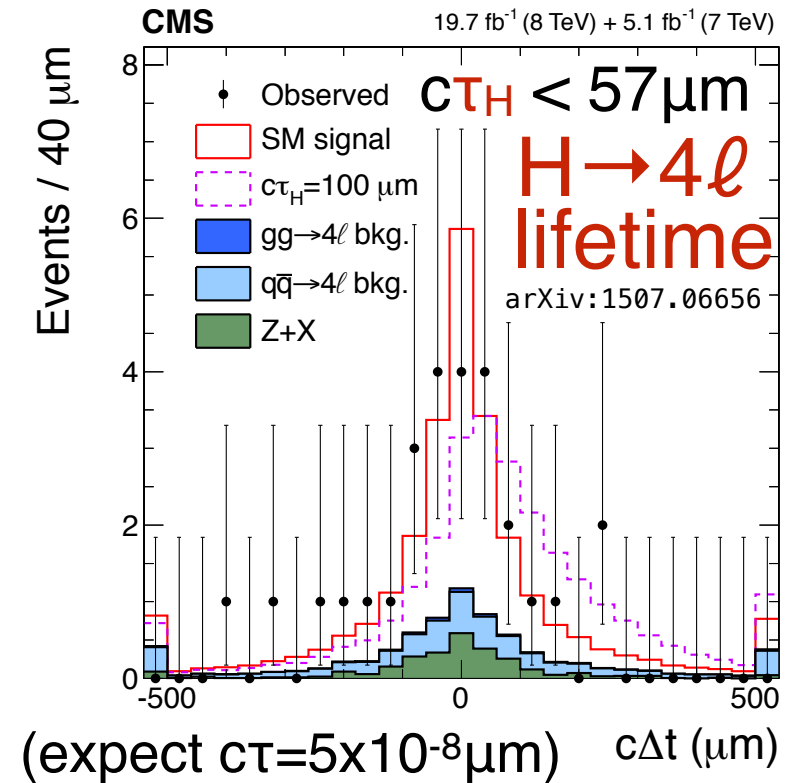 CMS 19.7 fb⁻¹ (8 TeV) + 5.1 fb⁻¹ (7 TeV)
Events / 40 μm
8
6
4
2
0
Observed
SM signal
cτ_H=100 μm
gg→4ℓ bkg.
qq̅→4ℓ bkg.
Z+X
cτ_H < 57μm
H→4ℓ
lifetime
arXiv:1507.06656
-500 0 500
cΔt (μm)
(expect cτ=5x10⁻⁸μm)